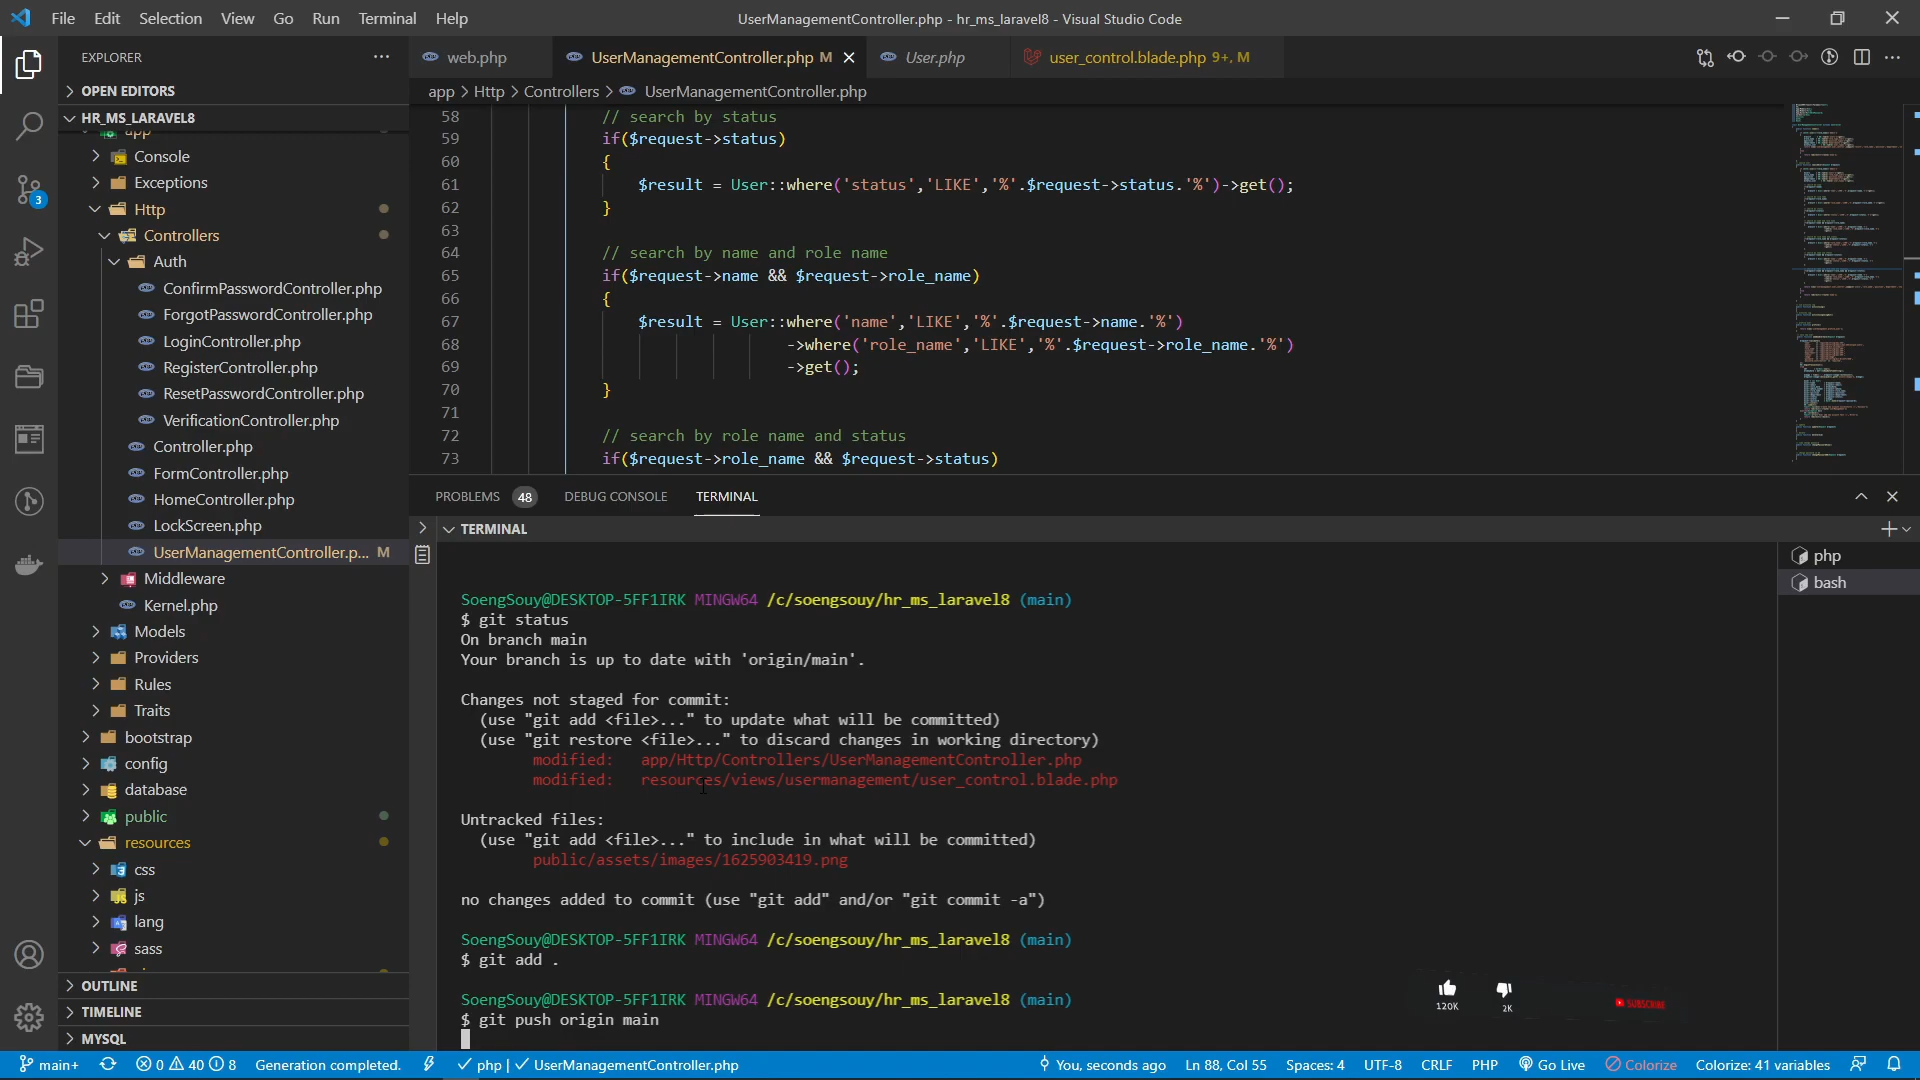 File Edit Selection View Go Run Terminal Help
UserManagementController.php - hr_ms_laravel8 - Visual Studio Code
EXPLORER
web.php
UserManagementController.php M
User.php
user_control.blade.php 9+, M
OPEN EDITORS
app > Http > Controllers > UserManagementController.php
HR_MS_LARAVEL8
app
Console
Exceptions
Http
Controllers
Auth
ConfirmPasswordController.php
ForgotPasswordController.php
LoginController.php
RegisterController.php
ResetPasswordController.php
VerificationController.php
Controller.php
FormController.php
HomeController.php
LockScreen.php
UserManagementController.p... M
Middleware
Kernel.php
Models
Providers
Rules
Traits
bootstrap
config
database
public
resources
css
js
lang
sass
OUTLINE
TIMELINE
MYSQL
3
58 // search by status
59 if($request->status)
60 {
61 $result = User::where('status','LIKE','%'.$request->status.'%')->get();
62 }
63
64 // search by name and role name
65 if($request->name && $request->role_name)
66 {
67 $result = User::where('name','LIKE','%'.$request->name.'%')
68 ->where('role_name','LIKE','%'.$request->role_name.'%')
69 ->get();
70 }
71
72 // search by role name and status
73 if($request->role_name && $request->status)
PROBLEMS 48 DEBUG CONSOLE TERMINAL
TERMINAL
php
bash
SoengSouy@DESKTOP-5FF1IRK MINGW64 /c/soengsouy/hr_ms_laravel8 (main)
$ git status
On branch main
Your branch is up to date with 'origin/main'.
Changes not staged for commit:
(use "git add <file>..." to update what will be committed)
(use "git restore <file>..." to discard changes in working directory)
modified: app/Http/Controllers/UserManagementController.php
modified: resources/views/usermanagement/user_control.blade.php
Untracked files:
(use "git add <file>..." to include in what will be committed)
public/assets/images/1625903419.png
no changes added to commit (use "git add" and/or "git commit -a")
SoengSouy@DESKTOP-5FF1IRK MINGW64 /c/soengsouy/hr_ms_laravel8 (main)
$ git add .
SoengSouy@DESKTOP-5FF1IRK MINGW64 /c/soengsouy/hr_ms_laravel8 (main)
$ git push origin main
120K
2K
SUBSCRIBE
main+ 0 40 8 Generation completed. php | UserManagementController.php You, seconds ago Ln 88, Col 55 Spaces: 4 UTF-8 CRLF PHP Go Live Colorize Colorize: 41 variables